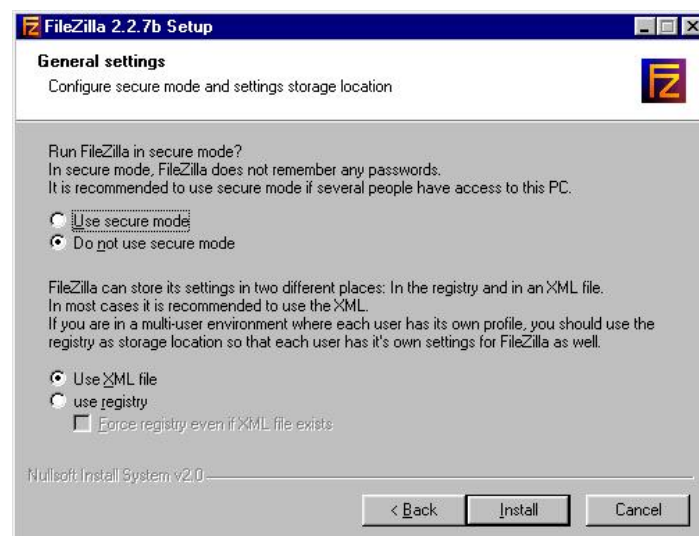 FileZilla 2.2.7b Setup
General settings
Configure secure mode and settings storage location
FZ
Run FileZilla in secure mode?
In secure mode, FileZilla does not remember any passwords.
It is recommended to use secure mode if several people have access to this PC.
Use secure mode
Do not use secure mode
FileZilla can store its settings in two different places: In the registry and in an XML file.
In most cases it is recommended to use the XML.
If you are in a multi-user environment where each user has its own profile, you should use the
registry as storage location so that each user has it's own settings for FileZilla as well.
Use XML file
use registry
Force registry even if XML file exists
Nullsoft Install System v2.0
< Back Install Cancel